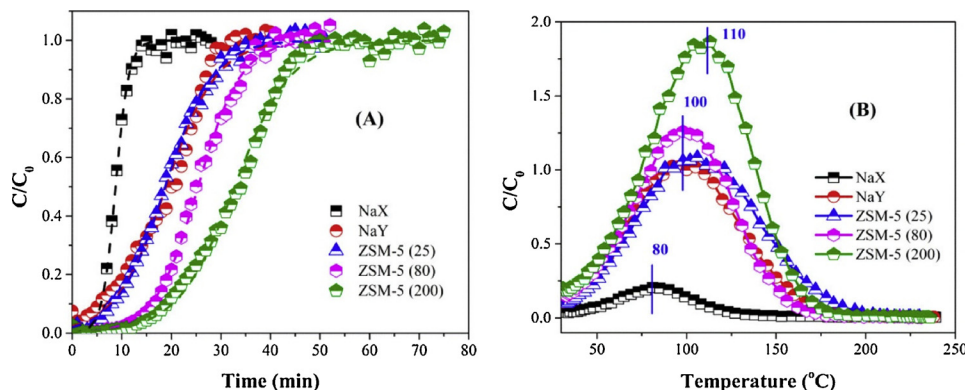 C/C0
1.0
0.8
0.6
0.4
0.2
0.0
(A)
NaX
NaY
ZSM-5 (25)
ZSM-5 (80)
ZSM-5 (200)
0 10 20 30 40 50 60 70 80
Time (min)
C/C0
2.0
1.5
1.0
0.5
0.0
110
100
80
(B)
NaX
NaY
ZSM-5 (25)
ZSM-5 (80)
ZSM-5 (200)
50 100 150 200 250
Temperature (oC)